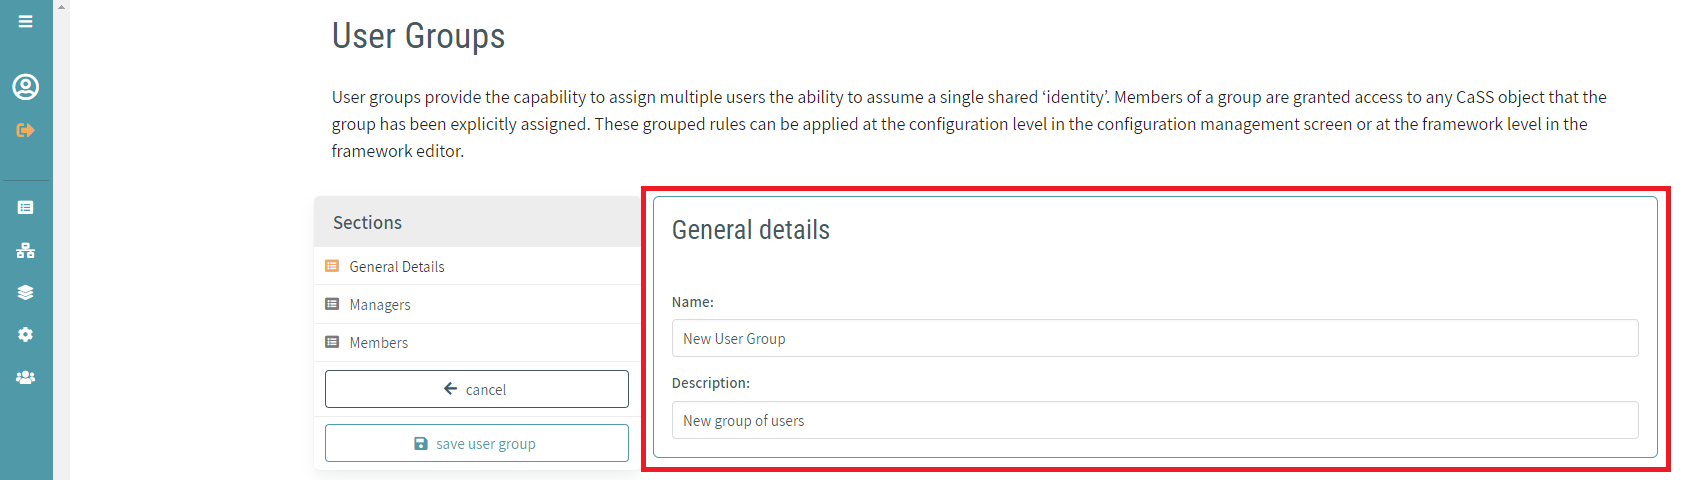 User Groups
User groups provide the capability to assign multiple users the ability to assume a single shared ‘identity’. Members of a group are granted access to any CaSS object that the
group has been explicitly assigned. These grouped rules can be applied at the configuration level in the configuration management screen or at the framework level in the
framework editor.
Sections
General Details
Managers
Members
cancel
save user group
General details
Name:
New User Group
Description:
New group of users